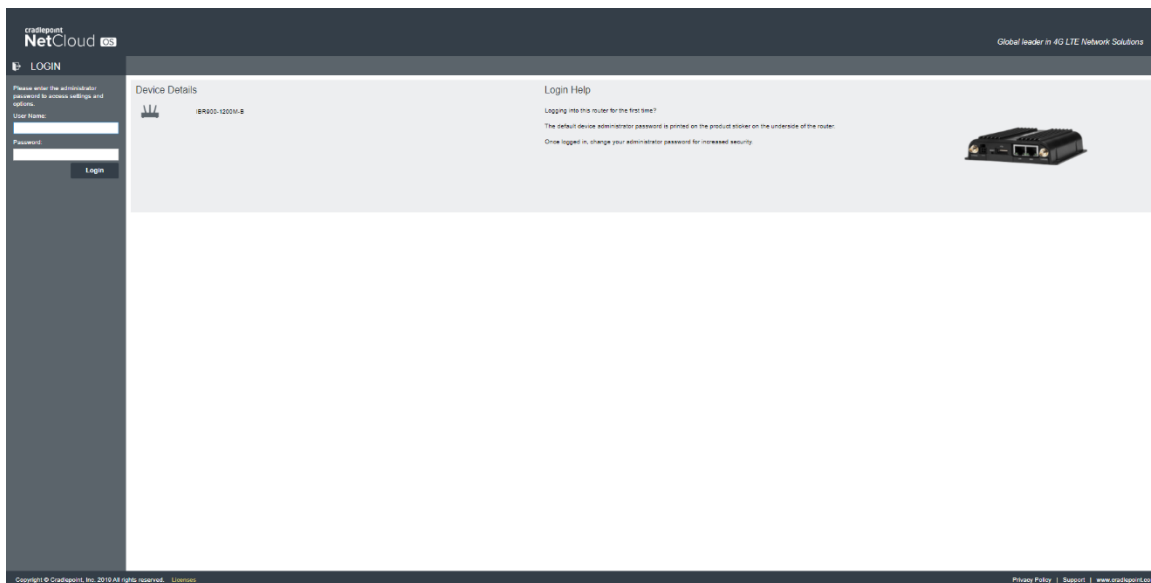 cradlepoint
NetCloud OS
Global leader in 4G LTE Network Solutions
LOGIN
Please enter the administrator
password to access settings and
options.
User Name:
Password:
Login
Device Details
IBR900-1200M-B
Login Help
Logging into this router for the first time?
The default device administrator password is printed on the product sticker on the underside of the router.
Once logged in, change your administrator password for increased security.
Copyright © Cradlepoint, Inc. 2019 All rights reserved. Licenses
Privacy Policy | Support | www.cradlepoint.co